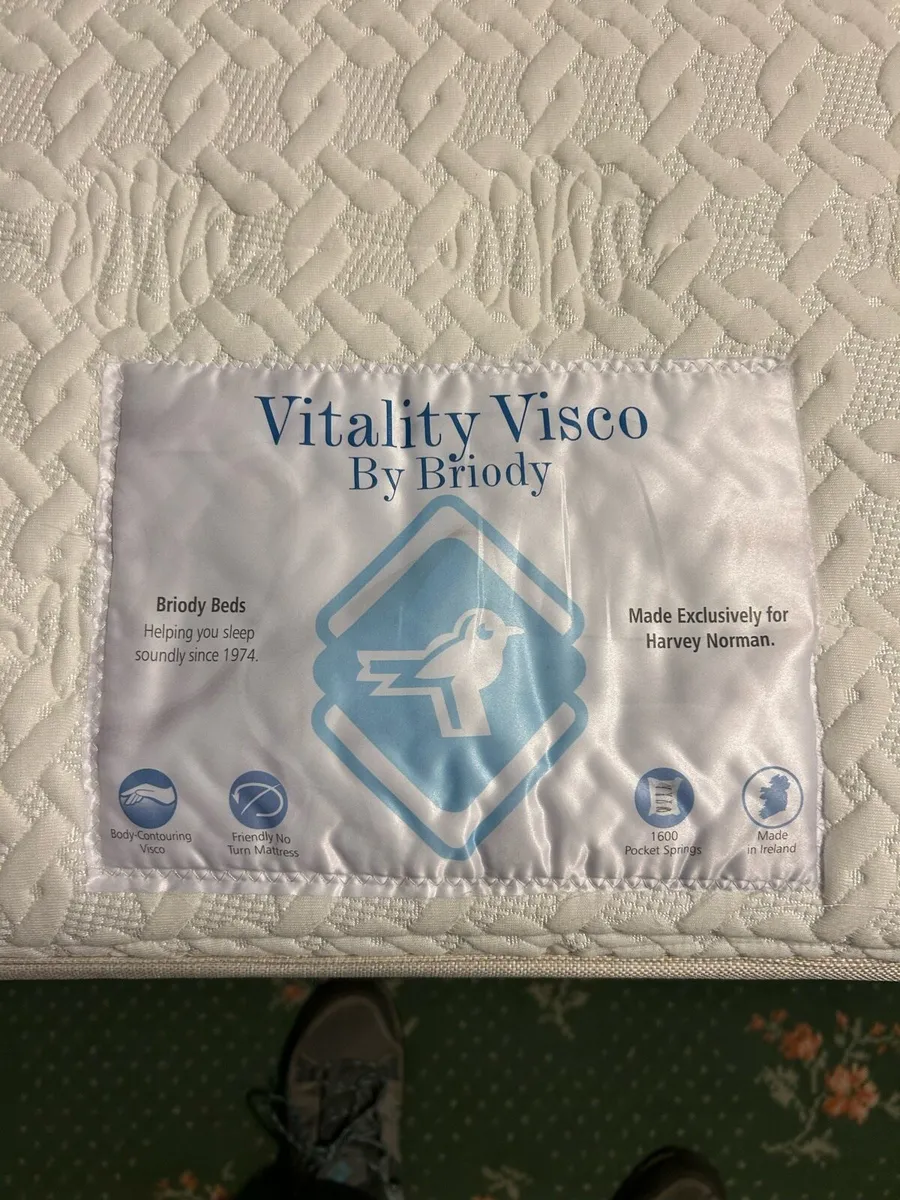 Vitality Visco
By Briody
Briody Beds
Helping you sleep
soundly since 1974.
Made Exclusively for
Harvey Norman.
Body-Contouring
Visco
Friendly No
Turn Mattress
1600
Pocket Springs
Made
in Ireland